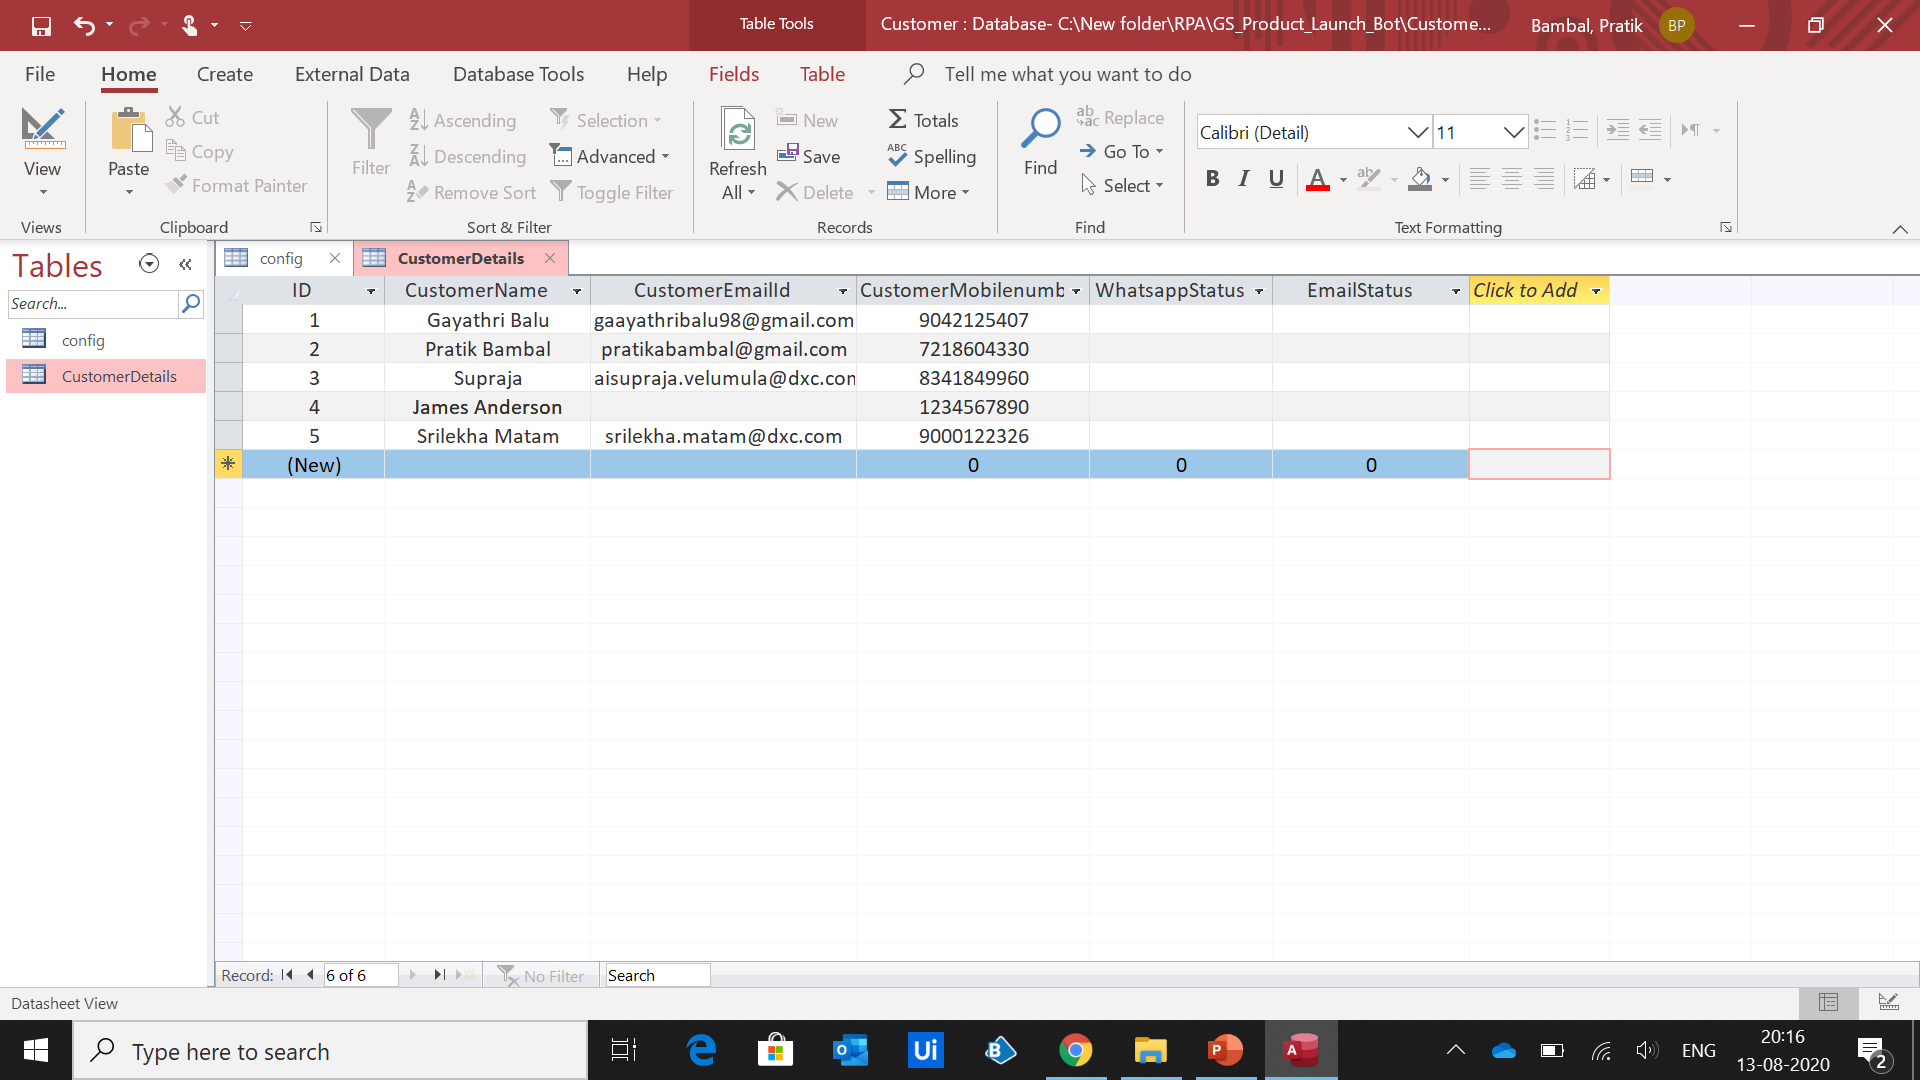 Table Tools
Customer : Database- C:\New folder\RPA\GS_Product_Launch_Bot\Custome...
Bambal, Pratik
BP
File
Home
Create
External Data
Database Tools
Help
Fields
Table
Tell me what you want to do
View
Views
Paste
Cut
Copy
Format Painter
Clipboard
Filter
Ascending
Descending
Remove Sort
Selection
Advanced
Toggle Filter
Sort & Filter
Refresh
All
New
Save
Delete
Totals
Spelling
More
Records
Find
Replace
Go To
Select
Find
Calibri (Detail)
11
B I U A
Text Formatting
Tables
Search...
config
CustomerDetails
config
CustomerDetails
ID CustomerName CustomerEmailId CustomerMobilenumb WhatsappStatus EmailStatus Click to Add
1 Gayathri Balu gaayathribalu98@gmail.com 9042125407
2 Pratik Bambal pratikabambal@gmail.com 7218604330
3 Supraja aisupraja.velumula@dxc.con 8341849960
4 James Anderson 1234567890
5 Srilekha Matam srilekha.matam@dxc.com 9000122326
(New) 0 0 0
Record: 6 of 6 No Filter Search
Datasheet View
Type here to search
Ui
ENG
20:16
13-08-2020
2